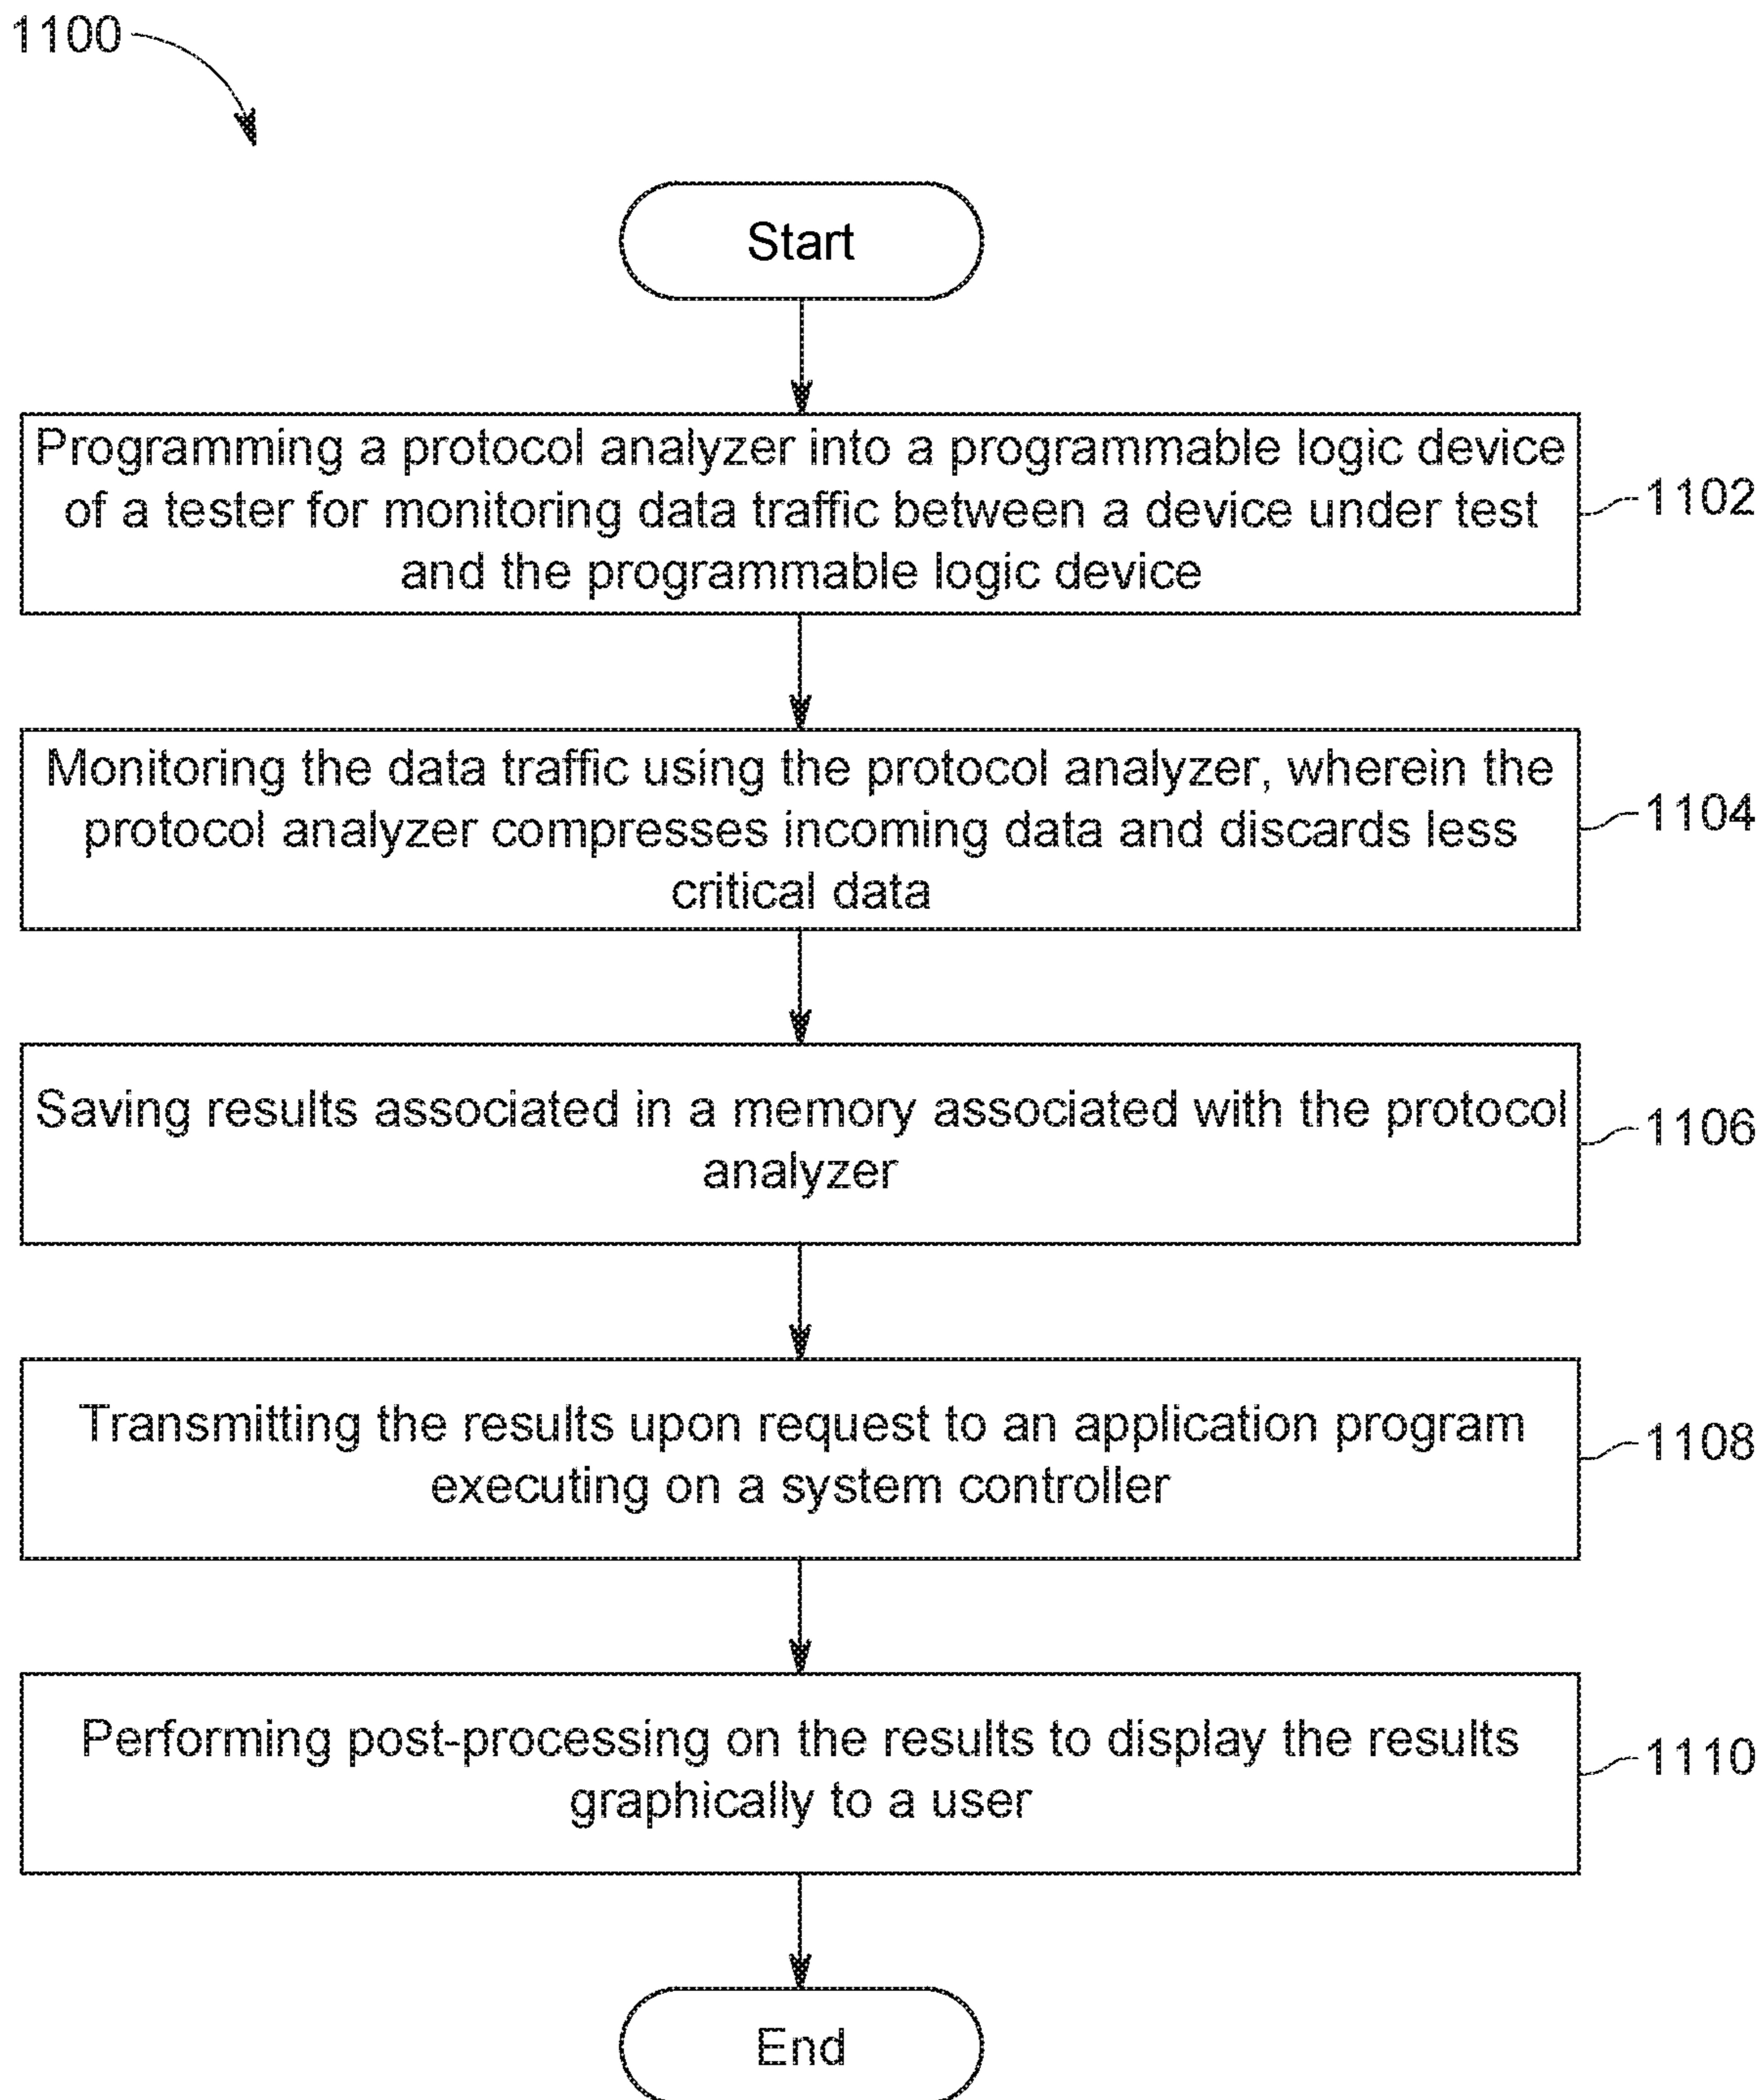 1100
Start
Programming a protocol analyzer into a programmable logic device
of a tester for monitoring data traffic between a device under test
and the programmable logic device
1102
Monitoring the data traffic using the protocol analyzer, wherein the
protocol analyzer compresses incoming data and discards less
critical data
1104
Saving results associated in a memory associated with the protocol
analyzer
1106
Transmitting the results upon request to an application program
executing on a system controller
1108
Performing post-processing on the results to display the results
graphically to a user
1110
End